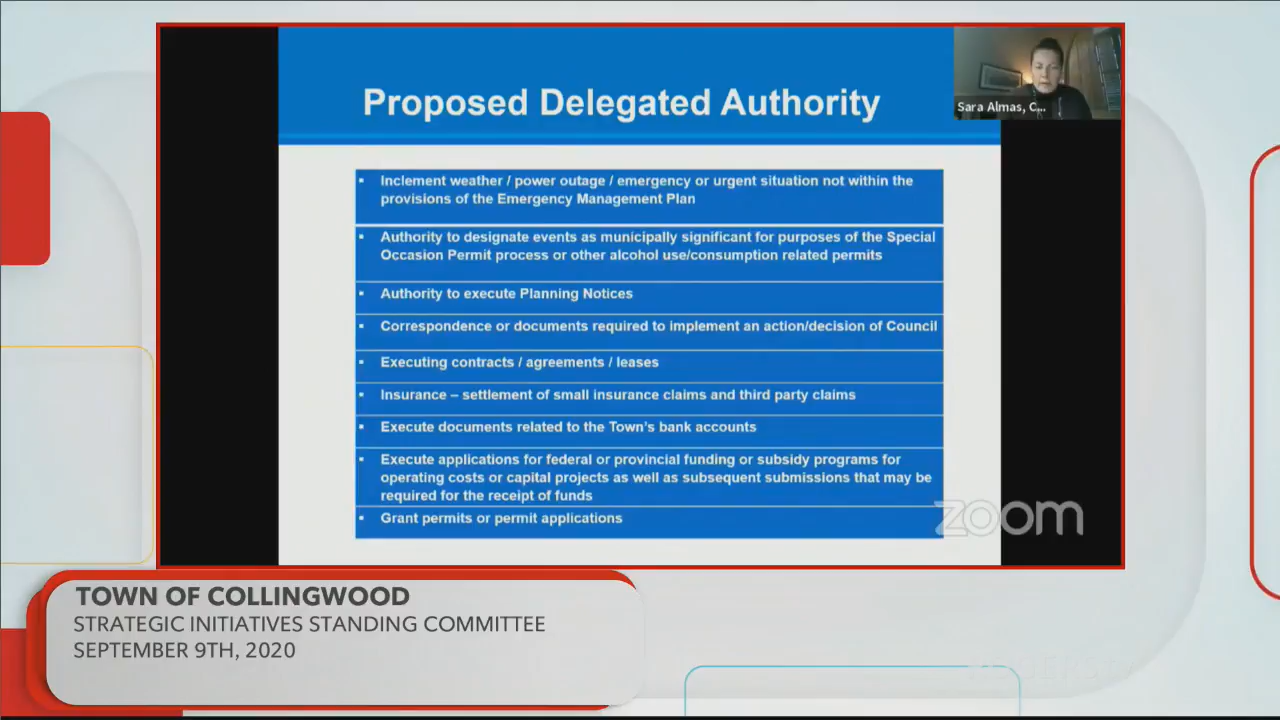 Proposed Delegated Authority
Sara Almas, C...
▪ Inclement weather / power outage / emergency or urgent situation not within the
provisions of the Emergency Management Plan
▪ Authority to designate events as municipally significant for purposes of the Special
Occasion Permit process or other alcohol use/consumption related permits
▪ Authority to execute Planning Notices
▪ Correspondence or documents required to implement an action/decision of Council
▪ Executing contracts / agreements / leases
▪ Insurance – settlement of small insurance claims and third party claims
▪ Execute documents related to the Town's bank accounts
▪ Execute applications for federal or provincial funding or subsidy programs for
operating costs or capital projects as well as subsequent submissions that may be
required for the receipt of funds
▪ Grant permits or permit applications
zoom
TOWN OF COLLINGWOOD
STRATEGIC INITIATIVES STANDING COMMITTEE
SEPTEMBER 9TH, 2020